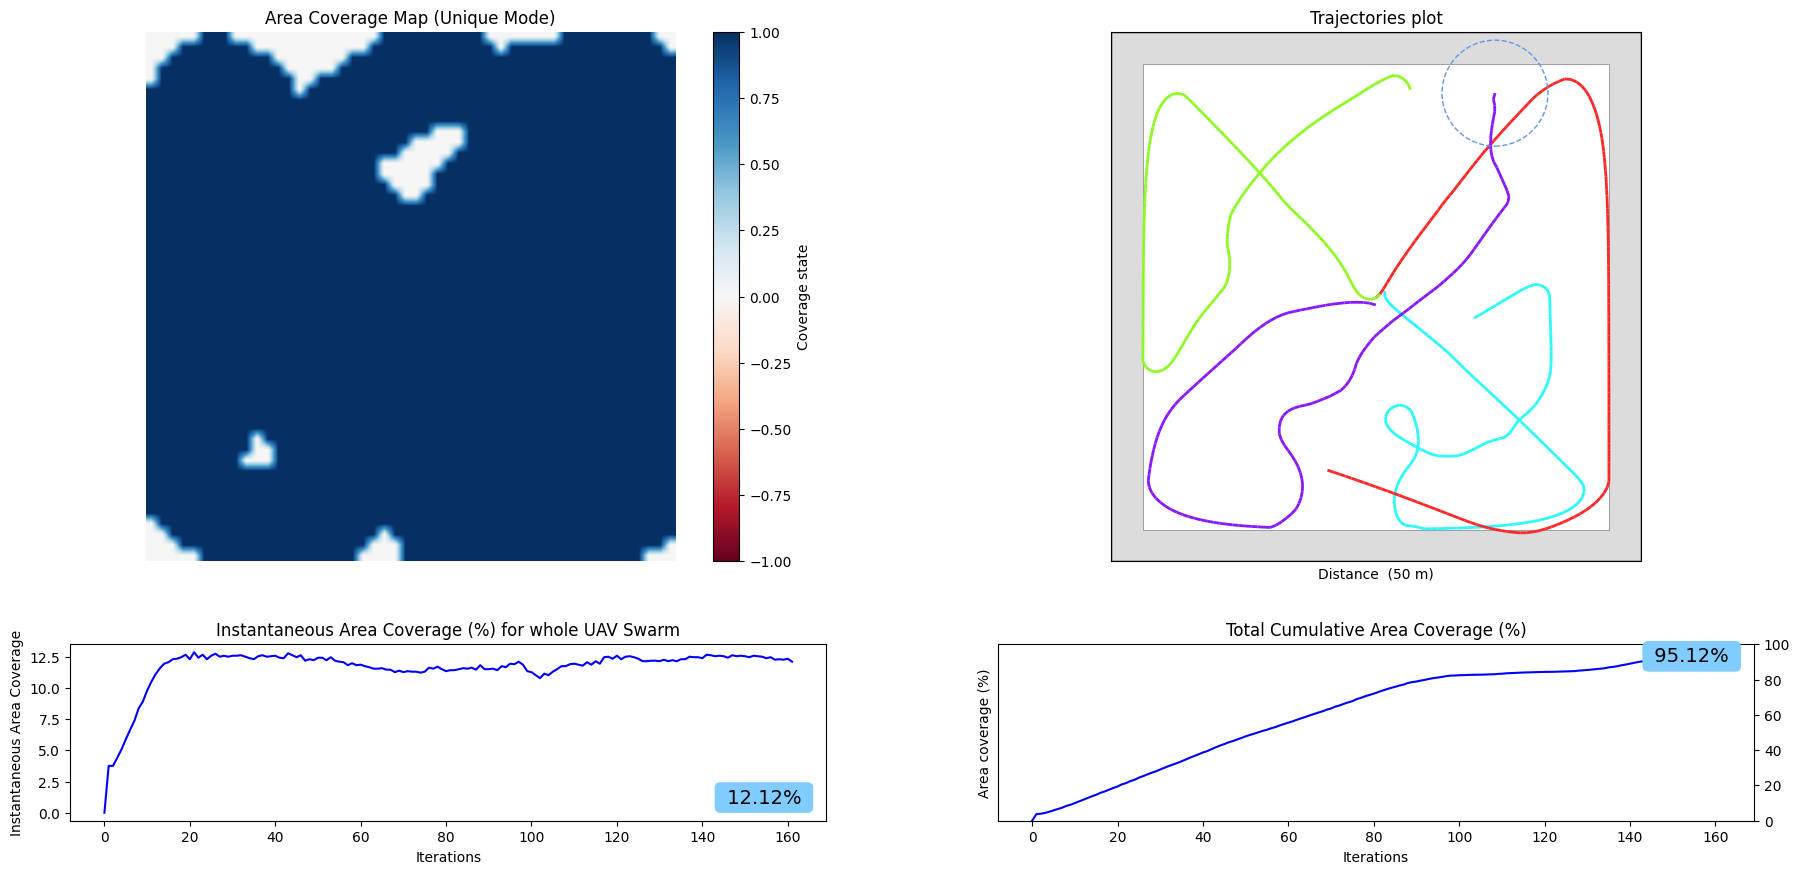 Area Coverage Map (Unique Mode)
1.00
0.75
0.50
0.25
0.00
−0.25
−0.50
−0.75
−1.00
Coverage state
Trajectories plot
Distance  (50 m)
Instantaneous Area Coverage (%) for whole UAV Swarm
Instantaneous Area Coverage
12.5
10.0
7.5
5.0
2.5
0.0
12.12%
0 20 40 60 80 100 120 140 160
Iterations
Total Cumulative Area Coverage (%)
Area coverage (%)
95.12%
100
80
60
40
20
0
0 20 40 60 80 100 120 140 160
Iterations